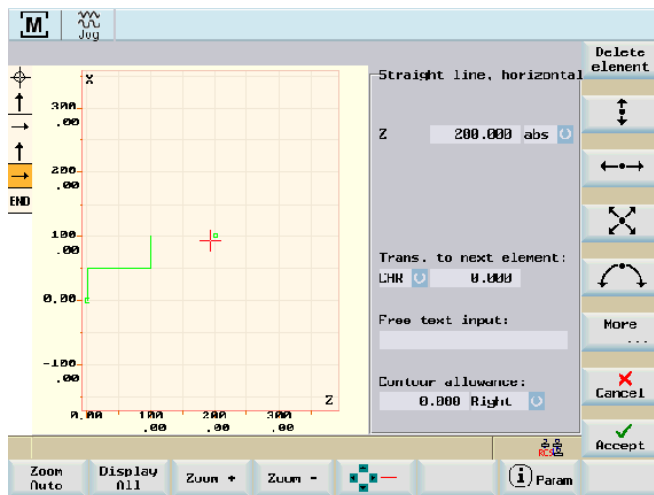 M
Jog
Delete
element
X
Straight line, horizontal
300.
.00
Z 200.000 abs
200.
.00
END
100.
.00
Trans. to next element:
CHR 0.000
0.00
Free text input:
More
...
-100.
.00
Contour allowance:
Z
Cancel
0.000 Right
0.00 100 200 300
.00 .00 .00
RCS
Accept
Zoom
Auto
Display
All
Zoom +
Zoom -
i Param